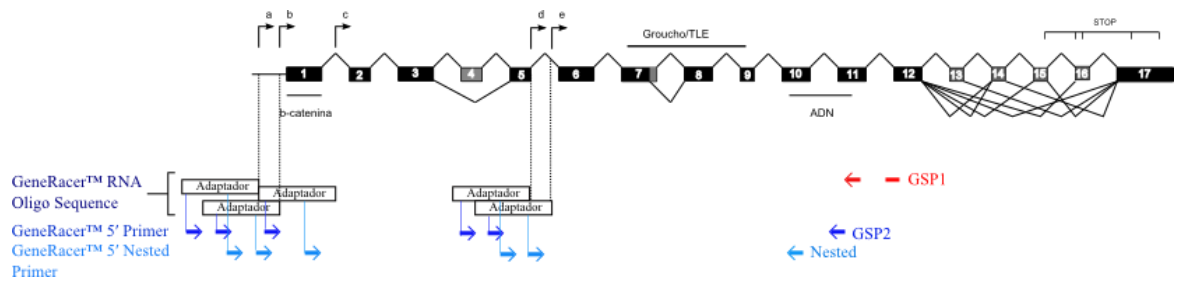 a b c d e
Groucho/TLE
STOP
1 2 3 4 5 6 7 8 9 10 11 12 13 14 15 16 17
b-catenina
ADN
GeneRacer™ RNA
Oligo Sequence
Adaptador
Adaptador
Adaptador
Adaptador
Adaptador
GSP1
GeneRacer™ 5′ Primer
GSP2
GeneRacer™ 5′ Nested
Primer
Nested